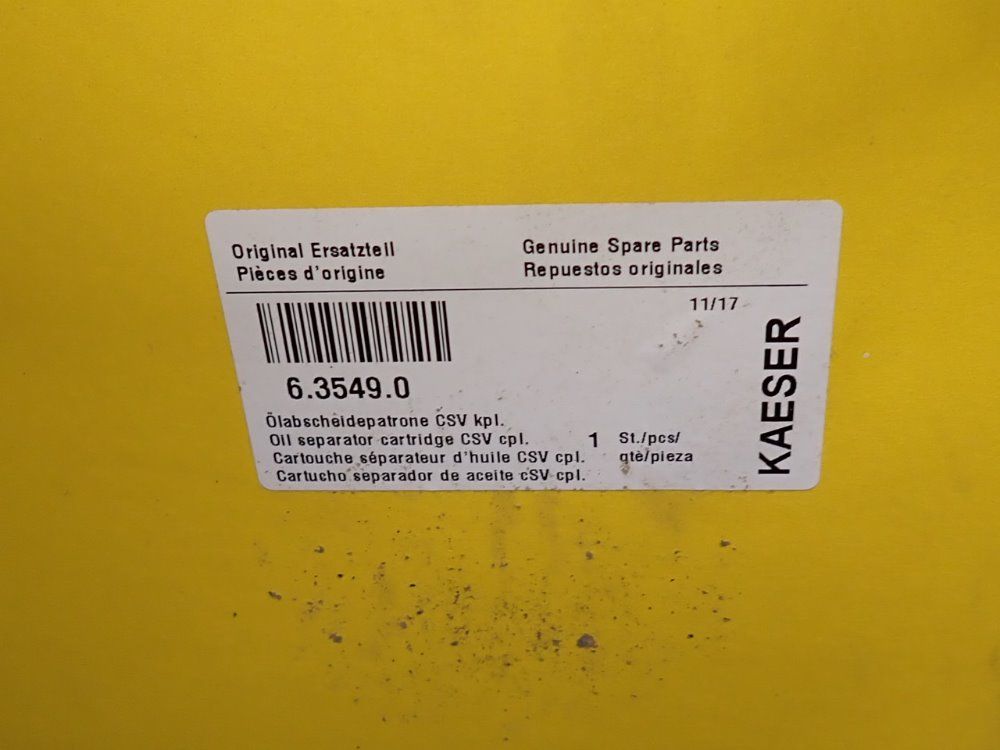 Original Ersatzteil
Pièces d'origine
Genuine Spare Parts
Repuestos originales
11/17
6.3549.0
Ölabscheidepatrone CSV kpl.
Oil separator cartridge CSV cpl.
Cartouche séparateur d'huile CSV cpl.
Cartucho separador de aceite cSV cpl.
1 St./pcs/
qtè/pieza
KAESER